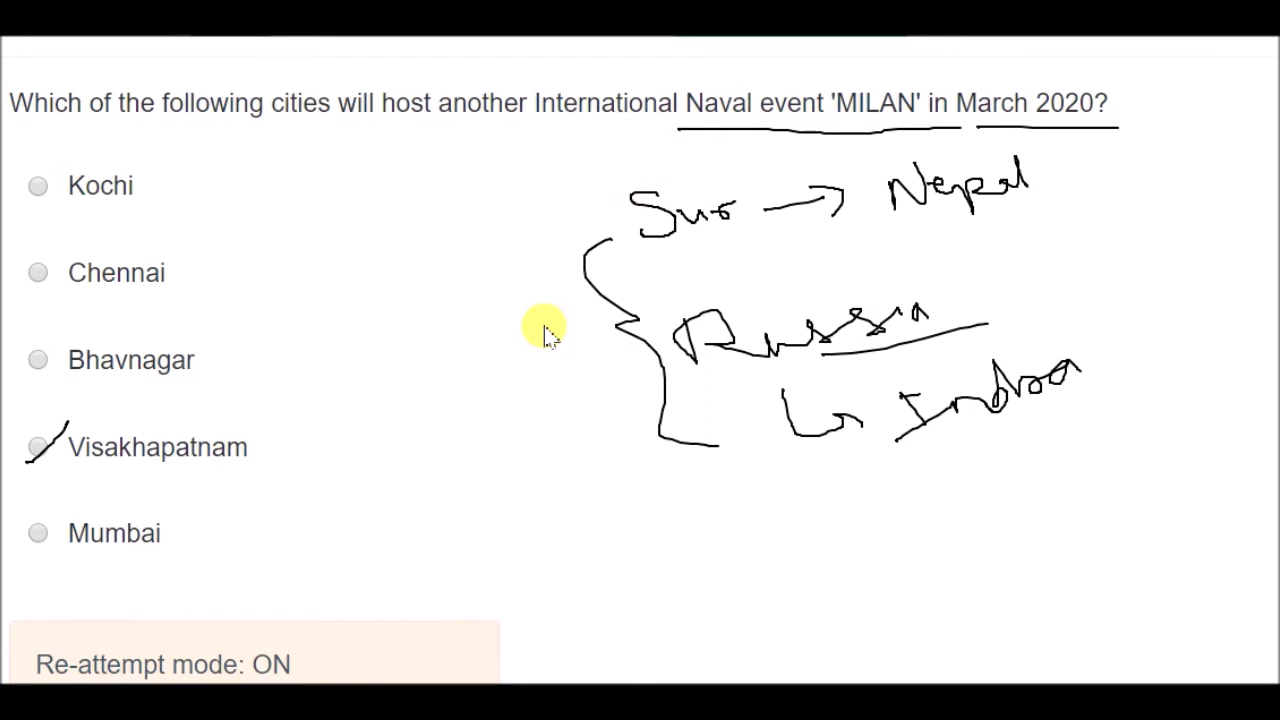 Which of the following cities will host another International Naval event 'MILAN' in March 2020?
Kochi
Chennai
Bhavnagar
Visakhapatnam
Mumbai
Sur → Nepal
Russia
Indra
Re-attempt mode: ON